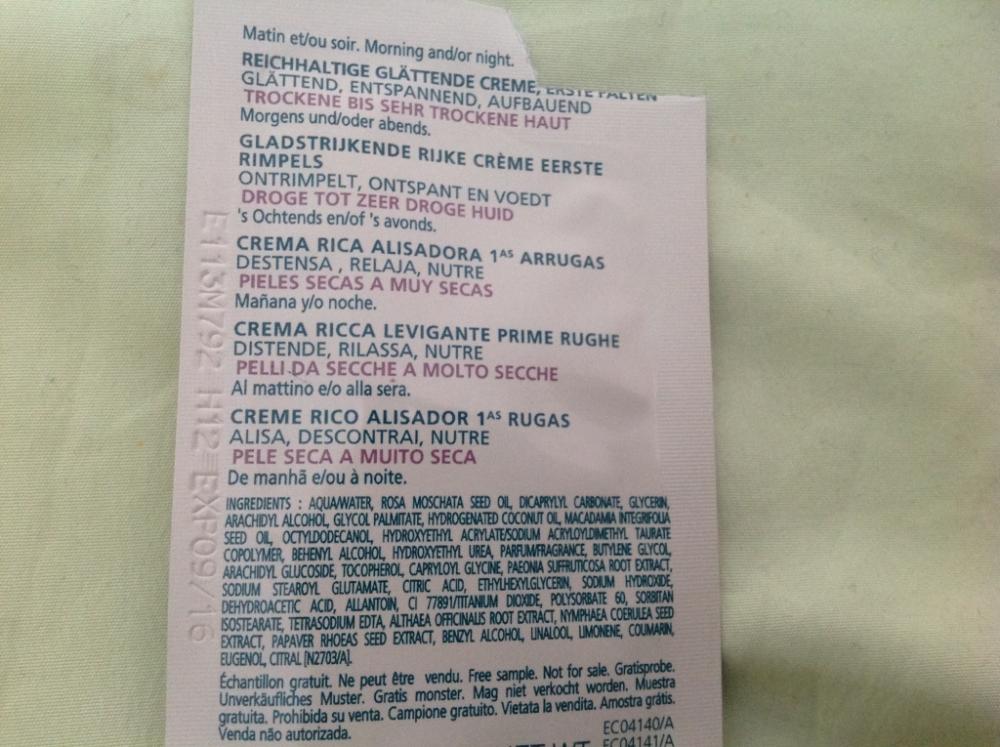 Matin et/ou soir. Morning and/or night.
REICHHALTIGE GLÄTTENDE CREME, ERSTE FALTEN
GLÄTTEND, ENTSPANNEND, AUFBAUEND
TROCKENE BIS SEHR TROCKENE HAUT
Morgens und/oder abends.
GLADSTRIJKENDE RIJKE CRÈME EERSTE
RIMPELS
ONTRIMPELT, ONTSPANT EN VOEDT
DROGE TOT ZEER DROGE HUID
's Ochtends en/of 's avonds.
CREMA RICA ALISADORA 1AS ARRUGAS
DESTENSA , RELAJA, NUTRE
PIELES SECAS A MUY SECAS
Mañana y/o noche.
CREMA RICCA LEVIGANTE PRIME RUGHE
DISTENDE, RILASSA, NUTRE
PELLI DA SECCHE A MOLTO SECCHE
Al mattino e/o alla sera.
CREME RICO ALISADOR 1AS RUGAS
ALISA, DESCONTRAI, NUTRE
PELE SECA A MUITO SECA
De manhã e/ou à noite.
INGREDIENTS : AQUA/WATER, ROSA MOSCHATA SEED OIL, DICAPRYLYL CARBONATE, GLYCERIN,
ARACHIDYL ALCOHOL, GLYCOL PALMITATE, HYDROGENATED COCONUT OIL, MACADAMIA INTEGRIFOLIA
SEED OIL, OCTYLDODECANOL, HYDROXYETHYL ACRYLATE/SODIUM ACRYLOYLDIMETHYL TAURATE
COPOLYMER, BEHENYL ALCOHOL, HYDROXYETHYL UREA, PARFUM/FRAGRANCE, BUTYLENE GLYCOL,
ARACHIDYL GLUCOSIDE, TOCOPHEROL, CAPRYLOYL GLYCINE, PAEONIA SUFFRUTICOSA ROOT EXTRACT,
SODIUM STEAROYL GLUTAMATE, CITRIC ACID, ETHYLHEXYLGLYCERIN, SODIUM HYDROXIDE,
DEHYDROACETIC ACID, ALLANTOIN, CI 77891/TITANIUM DIOXIDE, POLYSORBATE 60, SORBITAN
ISOSTEARATE, TETRASODIUM EDTA, ALTHAEA OFFICINALIS ROOT EXTRACT, NYMPHAEA COERULEA SEED
EXTRACT, PAPAVER RHOEAS SEED EXTRACT, BENZYL ALCOHOL, LINALOOL, LIMONENE, COUMARIN,
EUGENOL, CITRAL [N2703/A].
Échantillon gratuit. Ne peut être vendu. Free sample. Not for sale. Gratisprobe.
Unverkäufliches Muster. Gratis monster. Mag niet verkocht worden. Muestra
gratuita. Prohibida su venta. Campione gratuito. Vietata la vendita. Amostra grátis.
Venda não autorizada.
EC04140/A
EC04141/A
E113M792 H12 EXP09/16